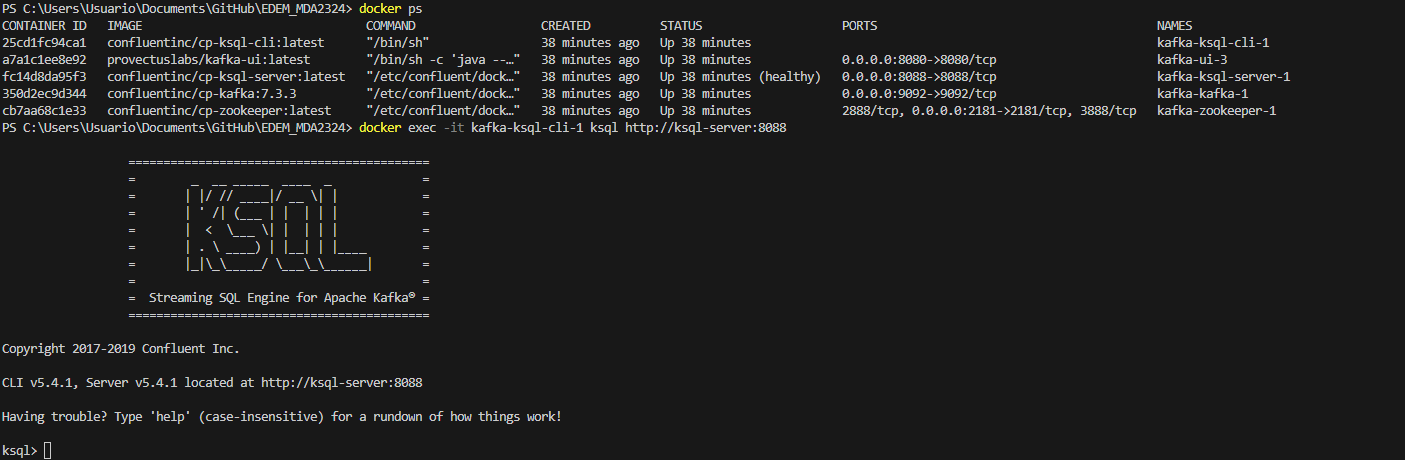 PS C:\Users\Usuario\Documents\GitHub\EDEM_MDA2324> docker ps
CONTAINER ID   IMAGE                             COMMAND                  CREATED          STATUS                    PORTS                                        NAMES
25cd1fc94ca1   confluentinc/cp-ksql-cli:latest      "/bin/sh"                38 minutes ago   Up 38 minutes                                                          kafka-ksql-cli-1
a7a1c1ee8e92   provectuslabs/kafka-ui:latest        "/bin/sh -c 'java --…"   38 minutes ago   Up 38 minutes             0.0.0.0:8080->8080/tcp                       kafka-ui-3
fc14d8da95f3   confluentinc/cp-ksql-server:latest   "/etc/confluent/dock…"   38 minutes ago   Up 38 minutes (healthy)   0.0.0.0:8088->8088/tcp                       kafka-ksql-server-1
350d2ec9d344   confluentinc/cp-kafka:7.3.3          "/etc/confluent/dock…"   38 minutes ago   Up 38 minutes             0.0.0.0:9092->9092/tcp                       kafka-kafka-1
cb7aa68c1e33   confluentinc/cp-zookeeper:latest     "/etc/confluent/dock…"   38 minutes ago   Up 38 minutes             2888/tcp, 0.0.0.0:2181->2181/tcp, 3888/tcp   kafka-zookeeper-1
PS C:\Users\Usuario\Documents\GitHub\EDEM_MDA2324> docker exec -it kafka-ksql-cli-1 ksql http://ksql-server:8088
===========================================
=        _  __ _____  ____  _             =
=       | |/ // ____|/ __ \| |            =
=       | ' /| (___ | |  | | |            =
=       |  <  \___ \| |  | | |            =
=       | . \ ____) | |__| | |____        =
=       |_|\_\_____/ \___\_\______|       =
=                                         =
=  Streaming SQL Engine for Apache Kafka® =
===========================================
Copyright 2017-2019 Confluent Inc.
CLI v5.4.1, Server v5.4.1 located at http://ksql-server:8088
Having trouble? Type 'help' (case-insensitive) for a rundown of how things work!
ksql>